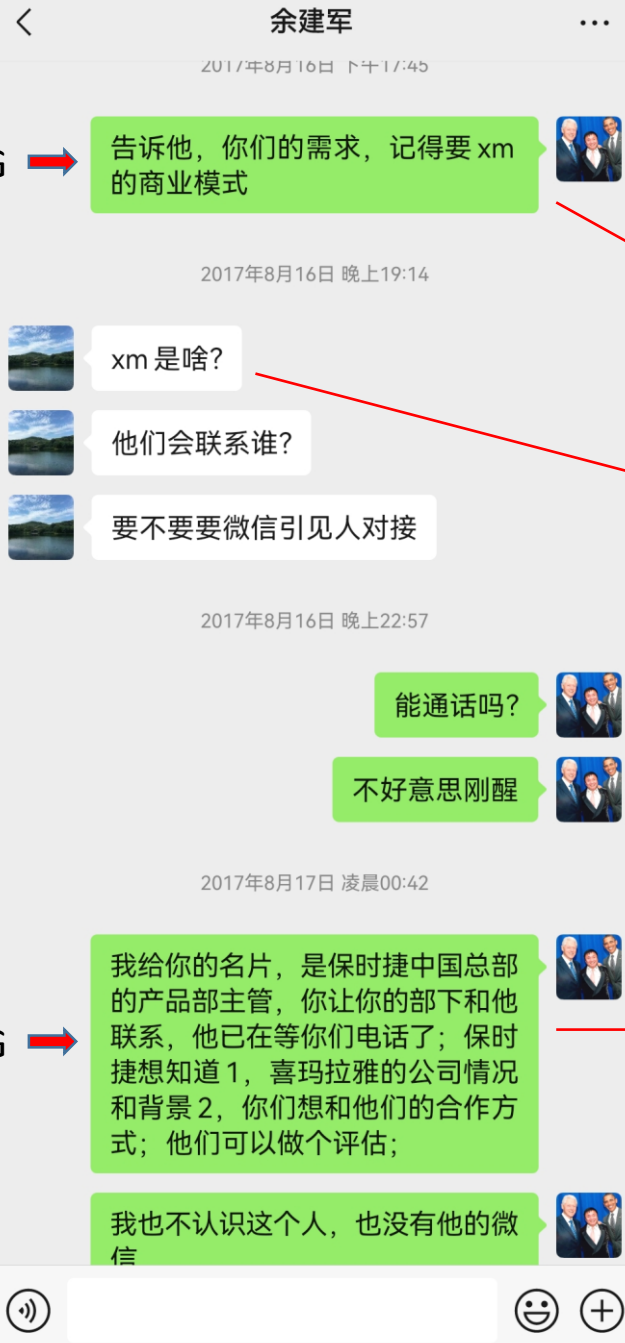 余建军
2017年8月16日 下午17:45
告诉他，你们的需求，记得要 xm
的商业模式
2017年8月16日 晚上19:14
xm 是啥？
他们会联系谁？
要不要要微信引见人对接
2017年8月16日 晚上22:57
能通话吗？
不好意思刚醒
2017年8月17日 凌晨00:42
我给你的名片，是保时捷中国总部
的产品部主管，你让你的部下和他
联系，他已在等你们电话了；保时
捷想知道 1，喜玛拉雅的公司情况
和背景 2，你们想和他们的合作方
式；他们可以做个评估；
我也不认识这个人，也没有他的微
信